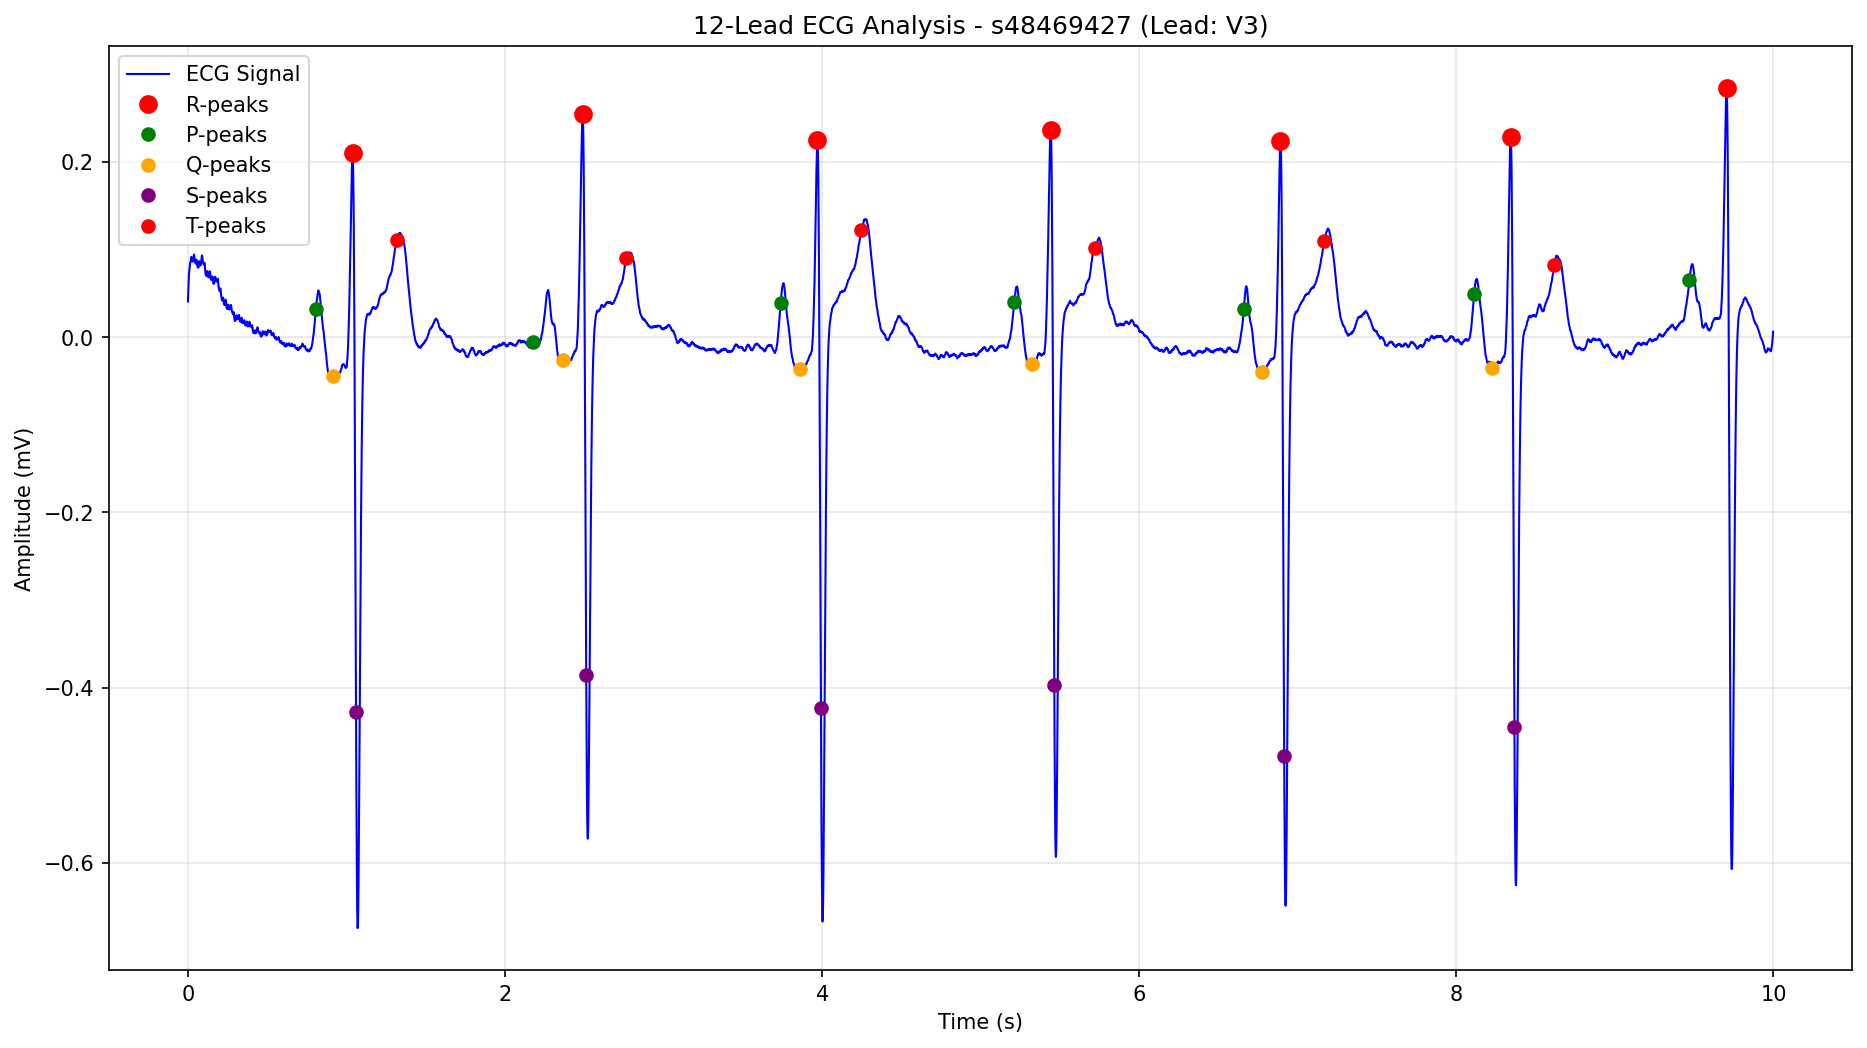 12-Lead ECG Analysis - s48469427 (Lead: V3)
ECG Signal
R-peaks
P-peaks
Q-peaks
S-peaks
T-peaks
0.2
0.0
−0.2
−0.4
−0.6
Amplitude (mV)
0 2 4 6 8 10
Time (s)